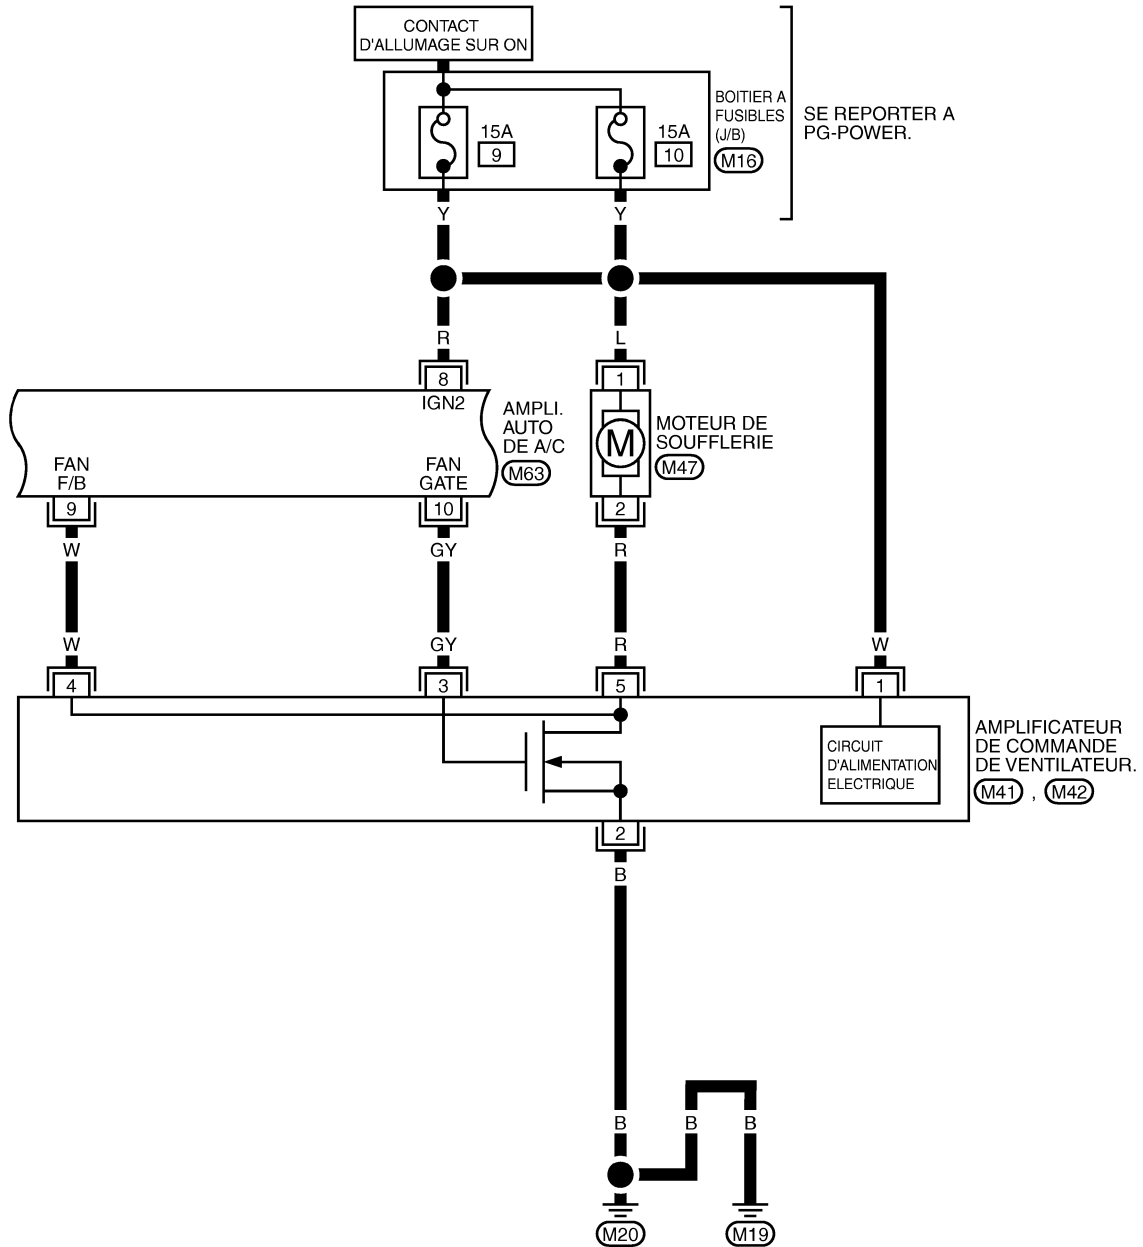 CONTACT
D'ALLUMAGE SUR ON
BOITIER A
FUSIBLES
(J/B)
M16
SE REPORTER A
PG-POWER.
15A
9
15A
10
Y
Y
R
L
8
1
IGN2
AMPLI.
AUTO
DE A/C
M63
M
MOTEUR DE
SOUFFLERIE
M47
FAN
F/B
FAN
GATE
9
10
2
W
GY
R
W
GY
R
W
4
3
5
1
CIRCUIT
D'ALIMENTATION
ELECTRIQUE
AMPLIFICATEUR
DE COMMANDE
DE VENTILATEUR.
M41 , M42
2
B
B
B
B
M20
M19